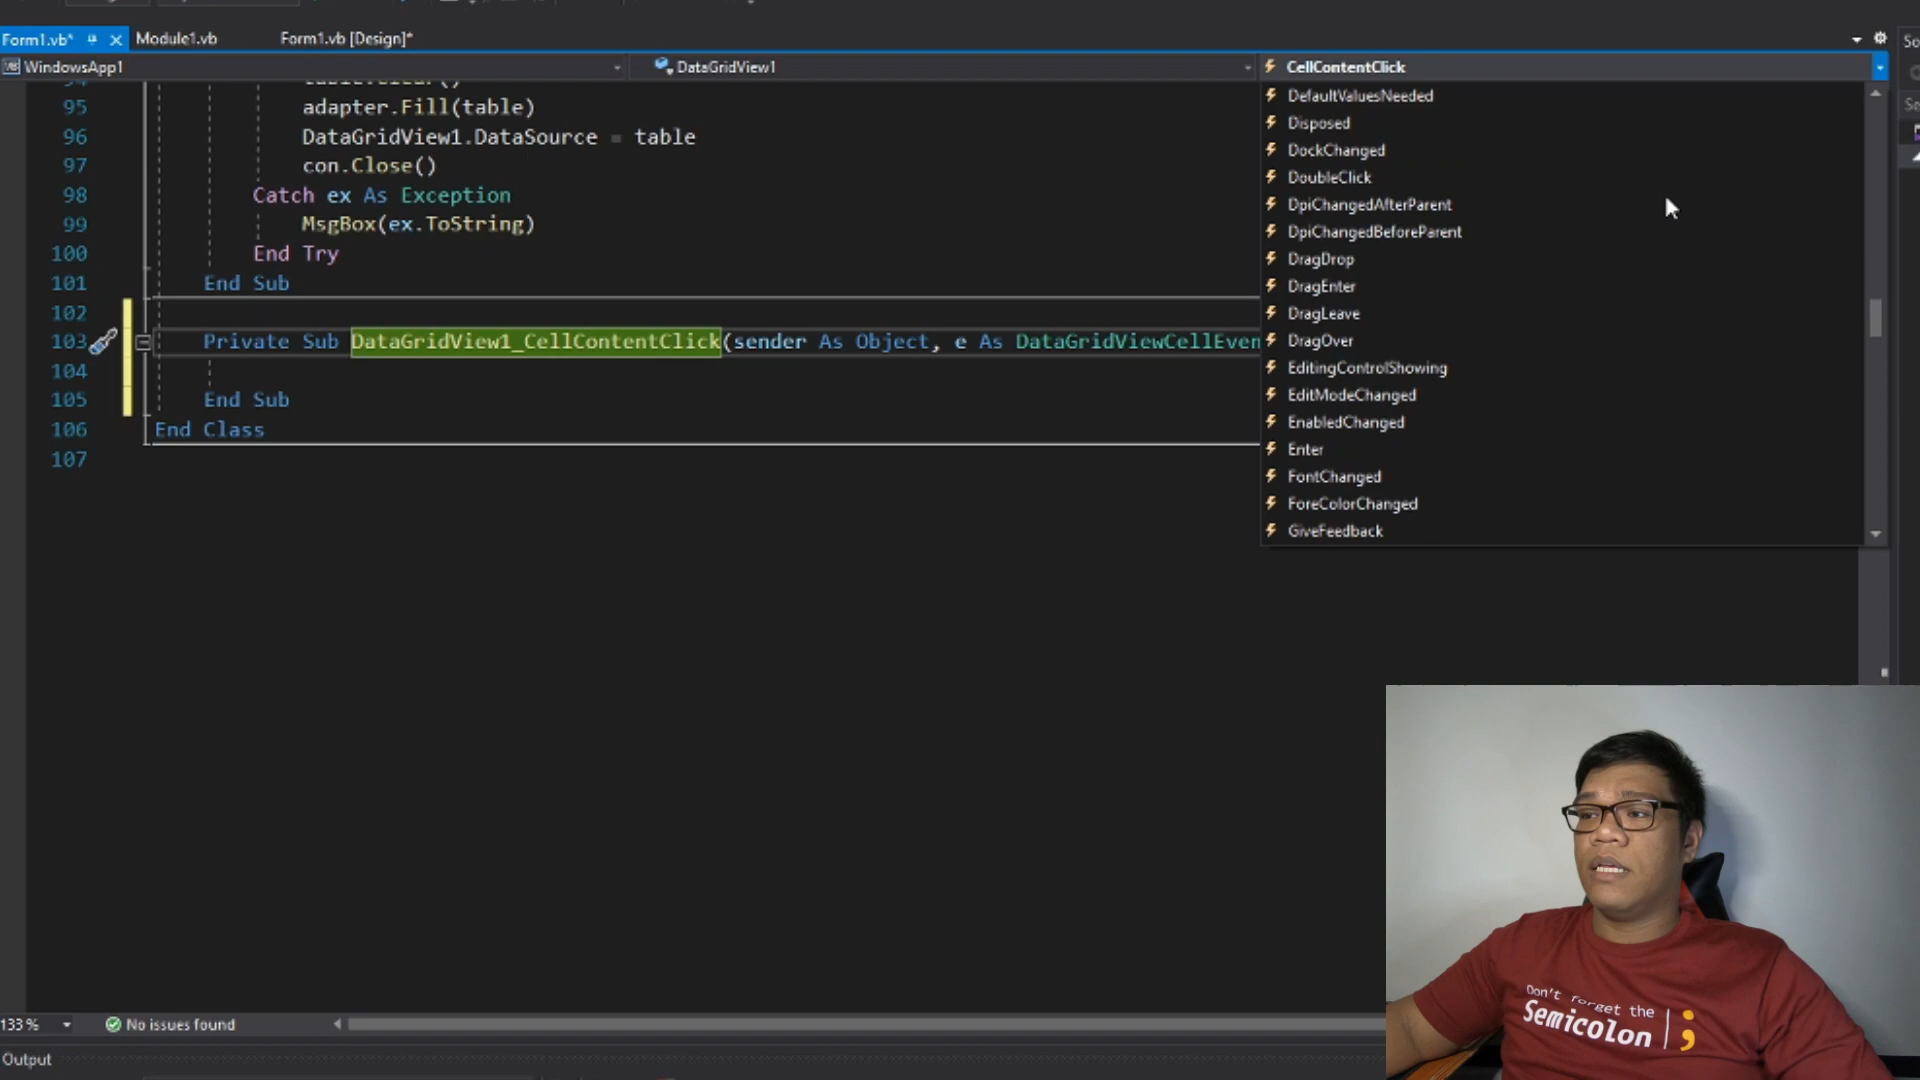 Form1.vb*
Module1.vb
Form1.vb [Design]*
WindowsApp1
DataGridView1
CellContentClick
95 adapter.Fill(table)
96 DataGridView1.DataSource = table
97 con.Close()
98 Catch ex As Exception
99 MsgBox(ex.ToString)
100 End Try
101 End Sub
102
103 Private Sub DataGridView1_CellContentClick(sender As Object, e As DataGridViewCellEven
104
105 End Sub
106 End Class
107
DefaultValuesNeeded
Disposed
DockChanged
DoubleClick
DpiChangedAfterParent
DpiChangedBeforeParent
DragDrop
DragEnter
DragLeave
DragOver
EditingControlShowing
EditModeChanged
EnabledChanged
Enter
FontChanged
ForeColorChanged
GiveFeedback
133 %
No issues found
Output
Don't forget the
Semicolon | ;